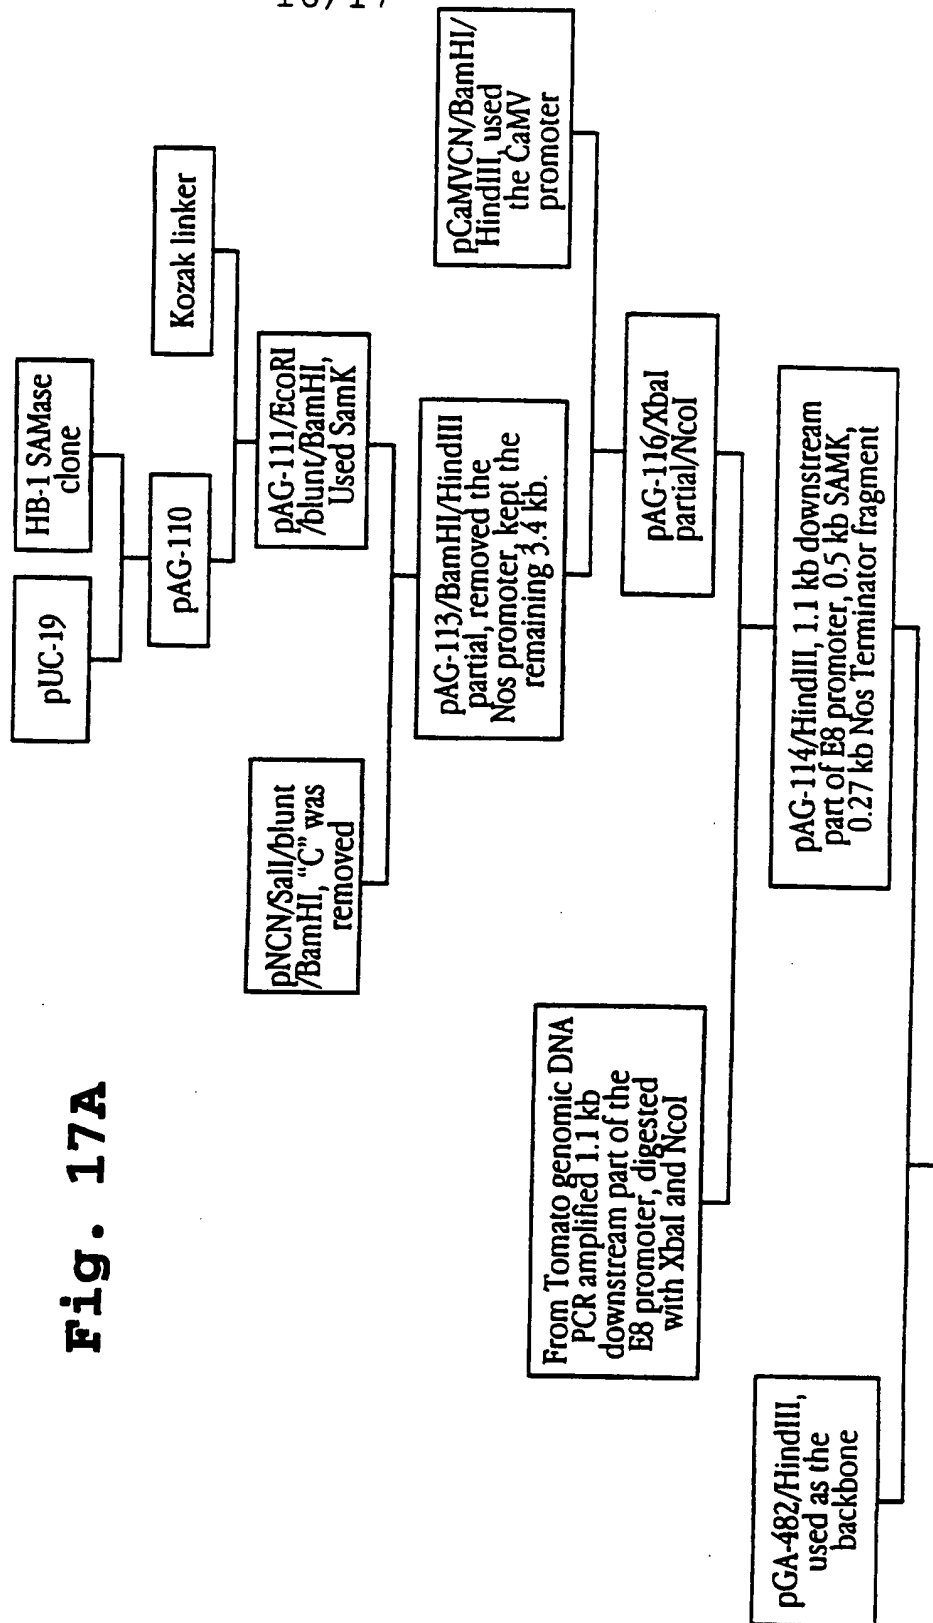 16/17
Fig. 17A
pUC-19
HB-1 SAMase
clone
pAG-110
Kozak linker
pNCN/SalI/blunt
/BamHI, "C" was
removed
pAG-111/EcoRI
/blunt/BamHI,
Used SamK
pAG-113/BamHI/HindIII
partial, removed the
Nos promoter, kept the
remaining 3.4 kb.
pCaMVCN/BamHI/
HindIII, used
the CaMV
promoter
From Tomato genomic DNA
PCR amplified 1.1 kb
downstream part of the
E8 promoter, digested
with XbaI and NcoI
pAG-116/XbaI
partial/NcoI
pGA-482/HindIII,
used as the
backbone
pAG-114/HindIII, 1.1 kb downstream
part of E8 promoter, 0.5 kb SAMK,
0.27 kb Nos Terminator fragment